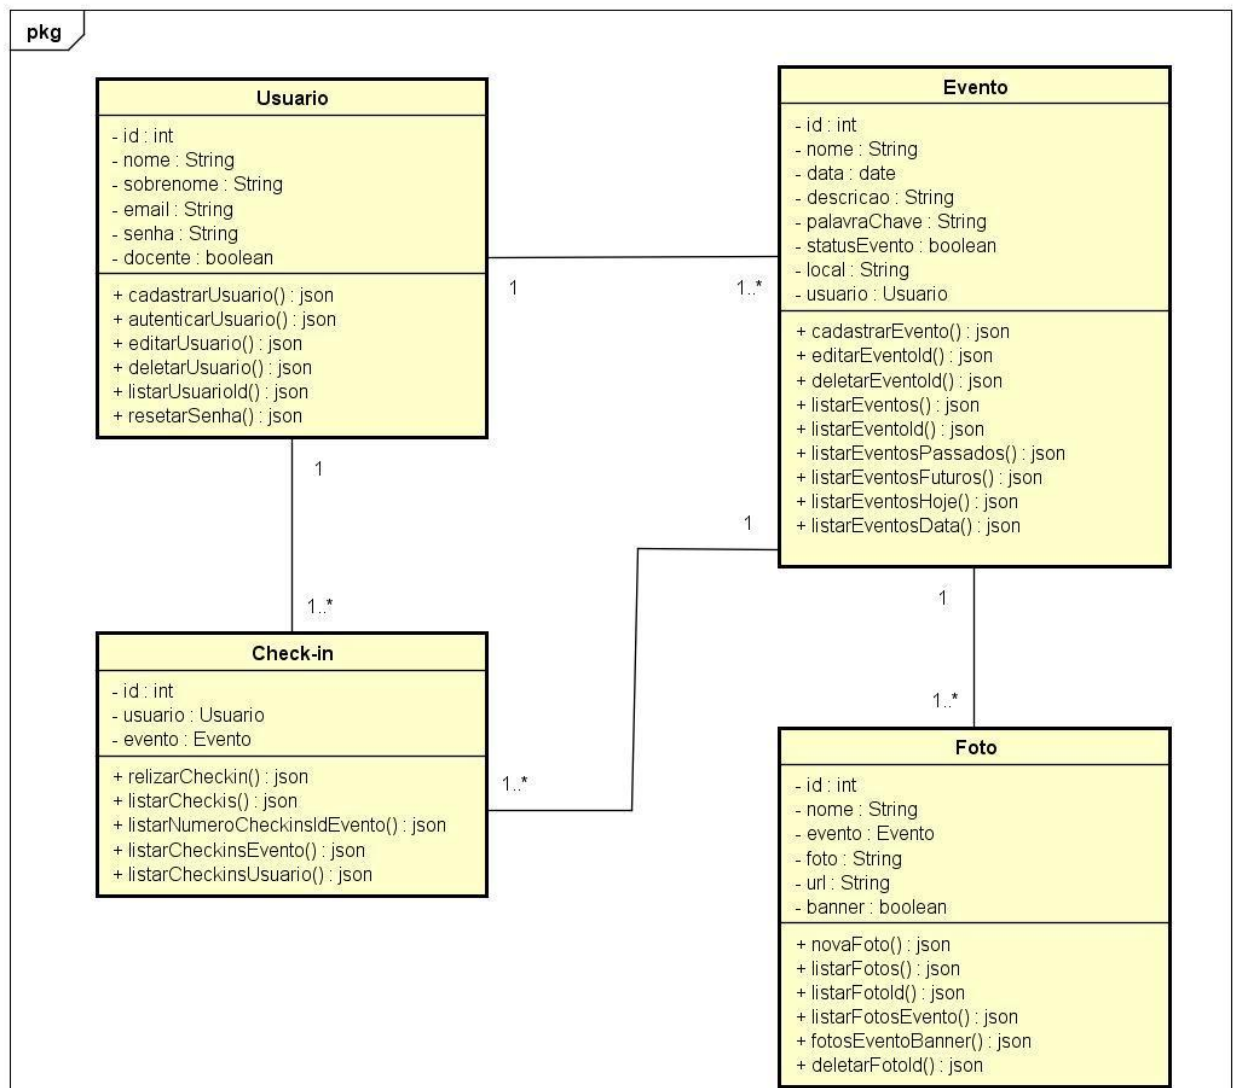 pkg
Usuario
- id : int
- nome : String
- sobrenome : String
- email : String
- senha : String
- docente : boolean
+ cadastrarUsuario() : json
+ autenticarUsuario() : json
+ editarUsuario() : json
+ deletarUsuario() : json
+ listarUsuarioId() : json
+ resetarSenha() : json
Evento
- id : int
- nome : String
- data : date
- descricao : String
- palavraChave : String
- statusEvento : boolean
- local : String
- usuario : Usuario
+ cadastrarEvento() : json
+ editarEventoId() : json
+ deletarEventoId() : json
+ listarEventos() : json
+ listarEventoId() : json
+ listarEventosPassados() : json
+ listarEventosFuturos() : json
+ listarEventosHoje() : json
+ listarEventosData() : json
1
1..*
1
1..*
1
1..*
1
1..*
Check-in
- id : int
- usuario : Usuario
- evento : Evento
+ relizarCheckin() : json
+ listarCheckis() : json
+ listarNumeroCheckinsIdEvento() : json
+ listarCheckinsEvento() : json
+ listarCheckinsUsuario() : json
Foto
- id : int
- nome : String
- evento : Evento
- foto : String
- url : String
- banner : boolean
+ novaFoto() : json
+ listarFotos() : json
+ listarFotoId() : json
+ listarFotosEvento() : json
+ fotosEventoBanner() : json
+ deletarFotoId() : json